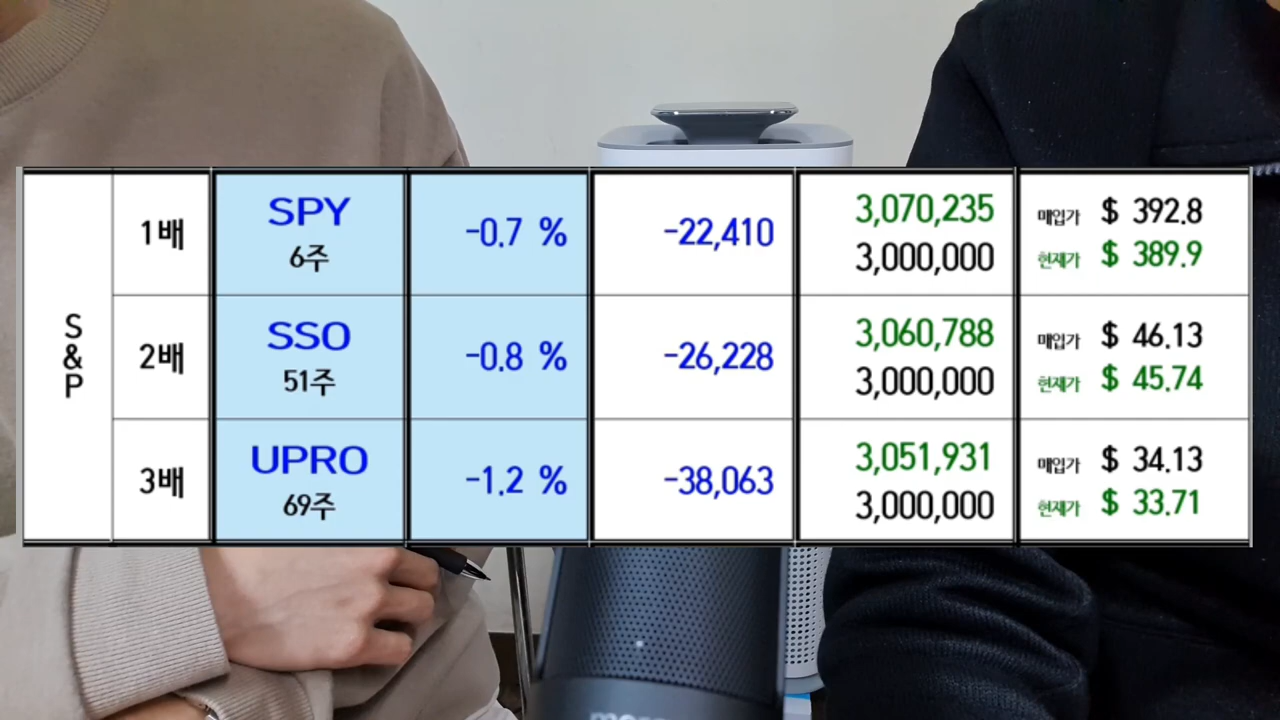 S
&
P
1배
SPY
6주
-0.7 %
-22,410
3,070,235
3,000,000
매입가 $ 392.8
현재가 $ 389.9
2배
SSO
51주
-0.8 %
-26,228
3,060,788
3,000,000
매입가 $ 46.13
현재가 $ 45.74
3배
UPRO
69주
-1.2 %
-38,063
3,051,931
3,000,000
매입가 $ 34.13
현재가 $ 33.71